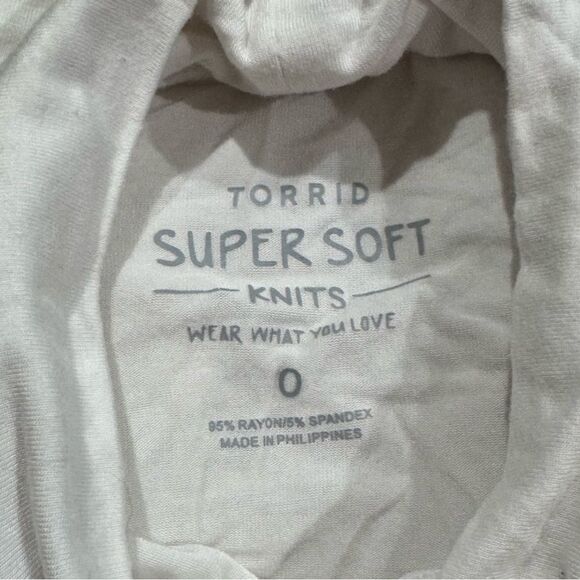 TORRID
SUPER SOFT
KNITS
WEAR WHAT YOU LOVE
0
95% RAYON/5% SPANDEX
MADE IN PHILIPPINES